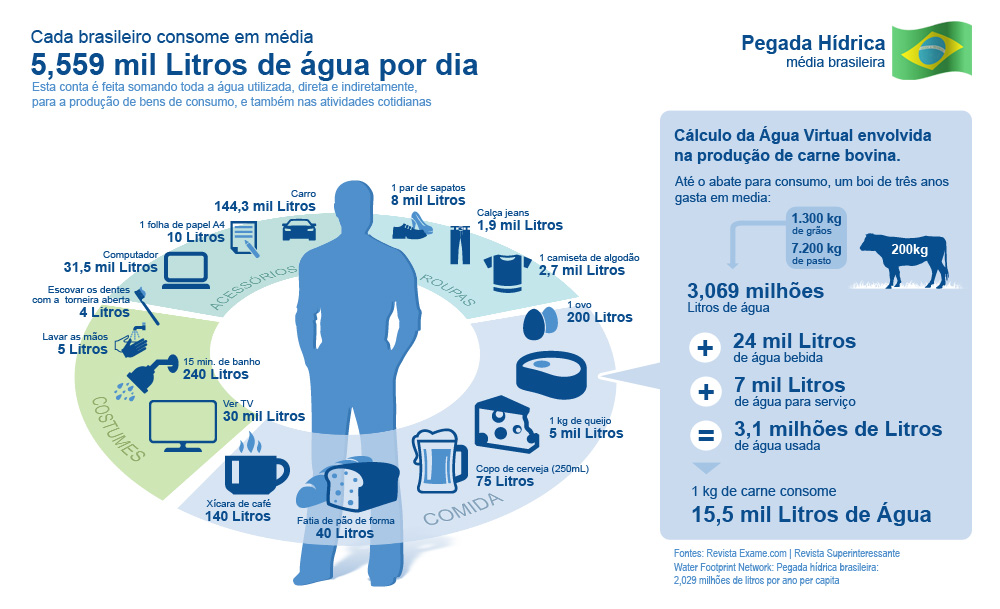 Cada brasileiro consome em média
5,559 mil Litros de água por dia
Esta conta é feita somando toda a água utilizada, direta e indiretamente,
para a produção de bens de consumo, e também nas atividades cotidianas
Pegada Hídrica
média brasileira
Carro
144,3 mil Litros
1 folha de papel A4
10 Litros
Computador
31,5 mil Litros
ACESSÓRIOS
1 par de sapatos
8 mil Litros
Calça jeans
1,9 mil Litros
1 camiseta de algodão
2,7 mil Litros
ROUPAS
Escovar os dentes
com a torneira aberta
4 Litros
Lavar as mãos
5 Litros
15 min. de banho
240 Litros
Ver TV
30 mil Litros
COSTUMES
1 ovo
200 Litros
1 kg de queijo
5 mil Litros
Copo de cerveja (250mL)
75 Litros
Fatia de pão de forma
40 Litros
Xícara de café
140 Litros
COMIDA
Cálculo da Água Virtual envolvida
na produção de carne bovina.
Até o abate para consumo, um boi de três anos
gasta em media:
1.300 kg
de grãos
7.200 kg
de pasto
200kg
3,069 milhões
Litros de água
+ 24 mil Litros
de água bebida
+ 7 mil Litros
de água para serviço
= 3,1 milhões de Litros
de água usada
1 kg de carne consome
15,5 mil Litros de Água
Fontes: Revista Exame.com | Revista Superinteressante
Water Footprint Network: Pegada hídrica brasileira:
2,029 milhões de litros por ano per capita